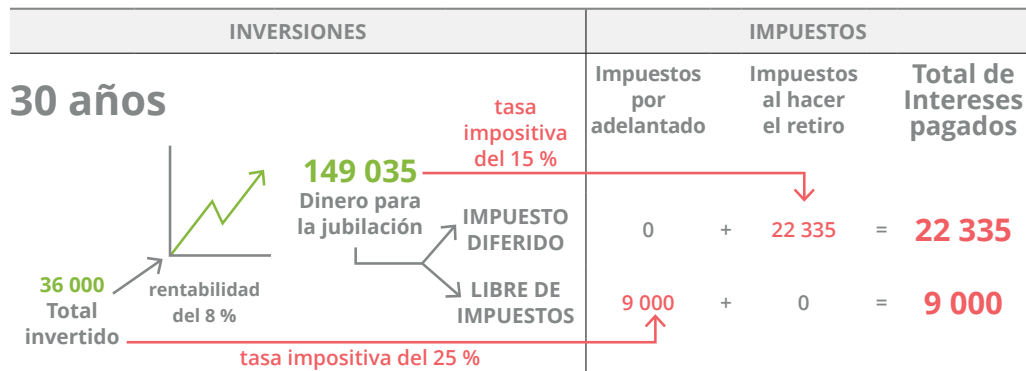 INVERSIONES
IMPUESTOS
30 años
Impuestos
por
adelantado
Impuestos
al hacer
el retiro
Total de
Intereses
pagados
tasa
impositiva
del 15 %
149 035
Dinero para
la jubilación
IMPUESTO
DIFERIDO
0 + 22 335 = 22 335
36 000
Total
invertido
rentabilidad
del 8 %
LIBRE DE
IMPUESTOS
9 000 + 0 = 9 000
tasa impositiva del 25 %